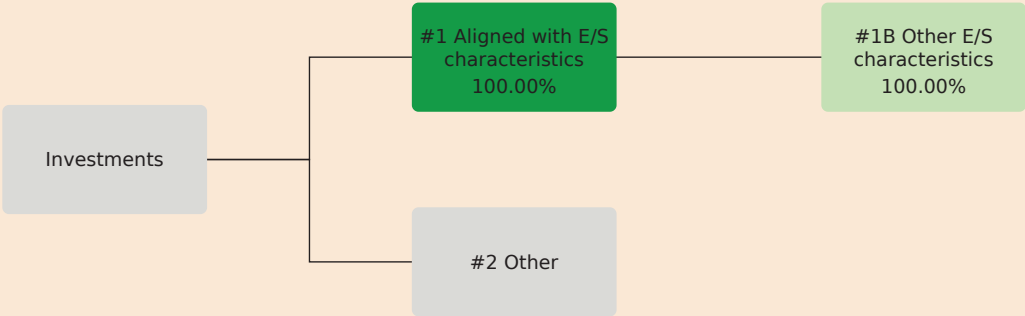 #1 Aligned with E/S
characteristics
100.00%
#1B Other E/S
characteristics
100.00%
Investments
#2 Other